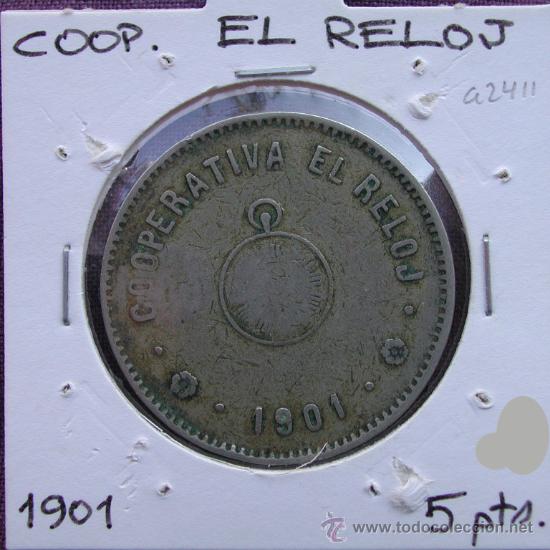 COOP. EL RELOJ
a2411
COOPERATIVA EL RELOJ
· 1901 ·
1901 5 pts.
www.todocoleccion.net